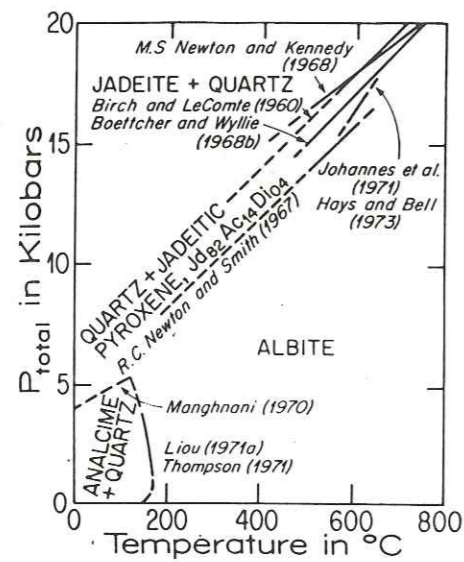 20
15
10
5
0
P total in Kilobars
M.S Newton and Kennedy
(1968)
JADEITE + QUARTZ
Birch and LeComte (1960)
Boettcher and Wyllie
(1968b)
Johannes et al.
(1971)
Hays and Bell
(1973)
QUARTZ + JADEITIC
PYROXENE, Jd82 Ac14 Di04
R.C. Newton and Smith (1967)
ALBITE
Manghnani (1970)
ANALCIME
+ QUARTZ
Liou (1971a)
Thompson (1971)
0 200 400 600 800
Temperature in °C